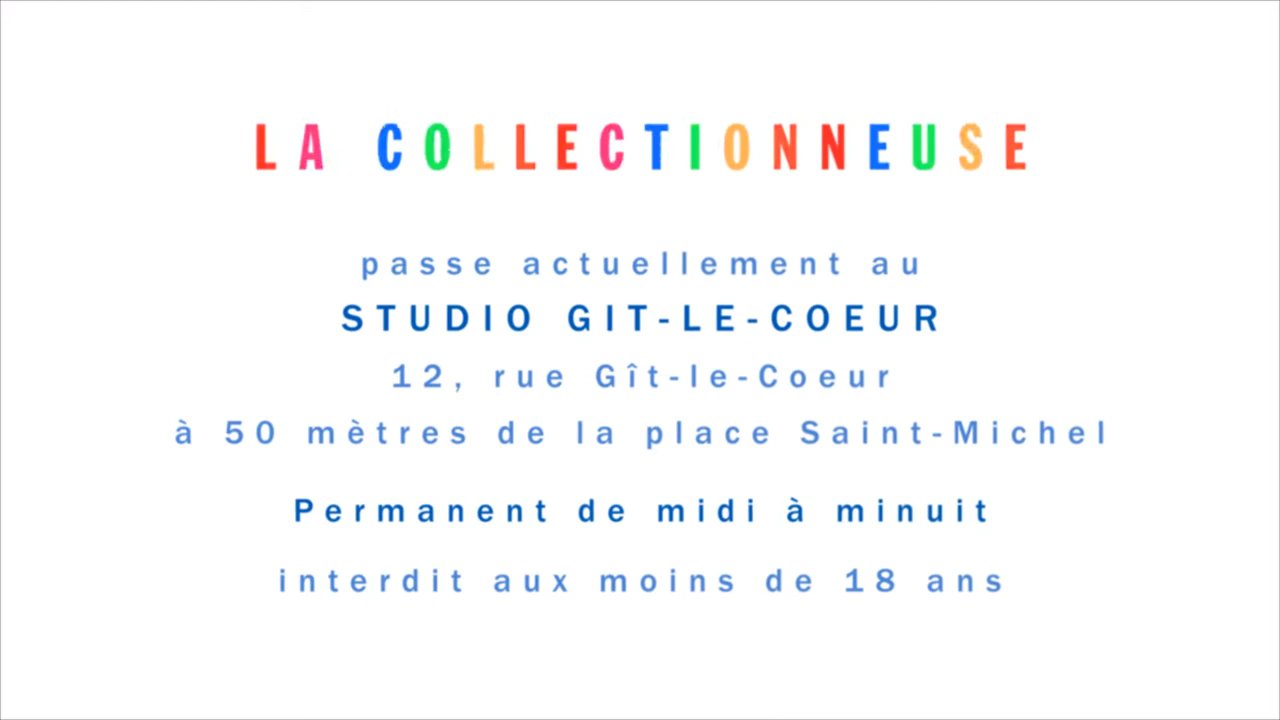 LA COLLECTIONNEUSE
passe actuellement au
STUDIO GIT-LE-COEUR
12, rue Gît-le-Coeur
à 50 mètres de la place Saint-Michel
Permanent de midi à minuit
interdit aux moins de 18 ans